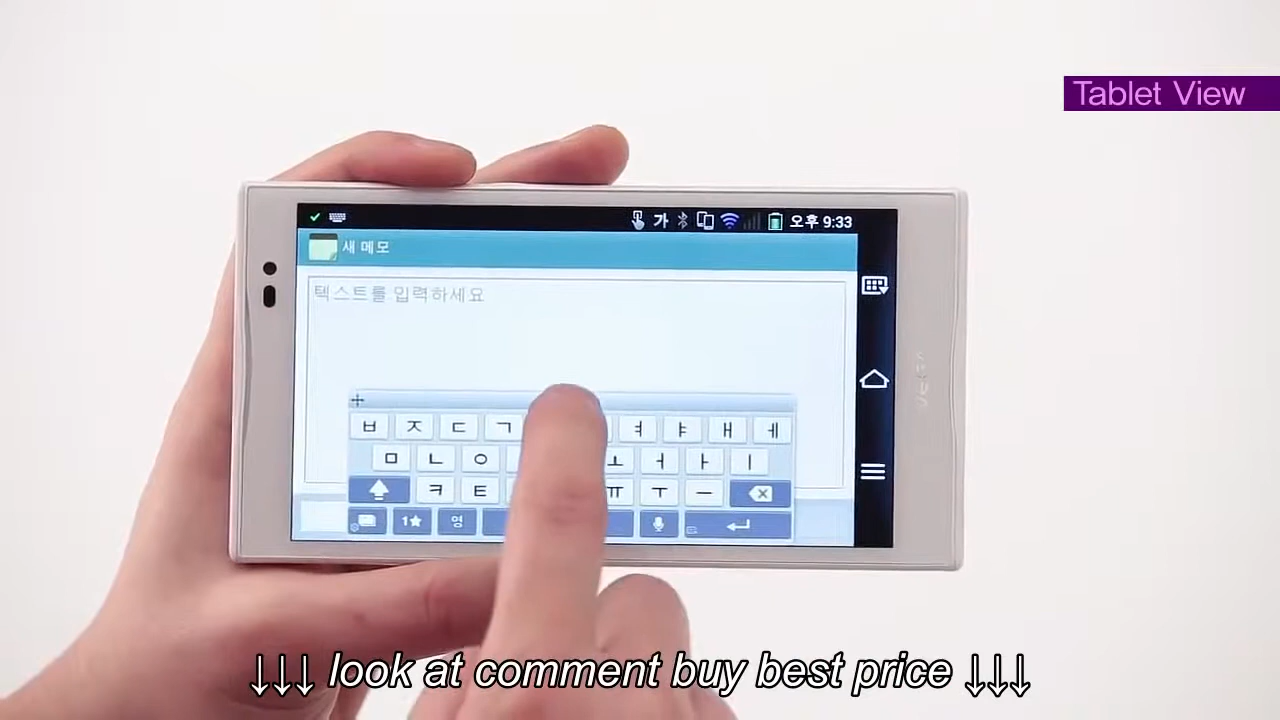 Tablet View
가 오후 9:33
새 메모
텍스트를 입력하세요
ㅂ ㅈ ㄷ ㄱ ㅕ ㅑ ㅐ ㅔ
ㅁ ㄴ ㅇ ㅗ ㅓ ㅏ ㅣ
ㅋ ㅌ ㅠ ㅜ ㅡ
1★ 영
↓↓↓ look at comment buy best price ↓↓↓